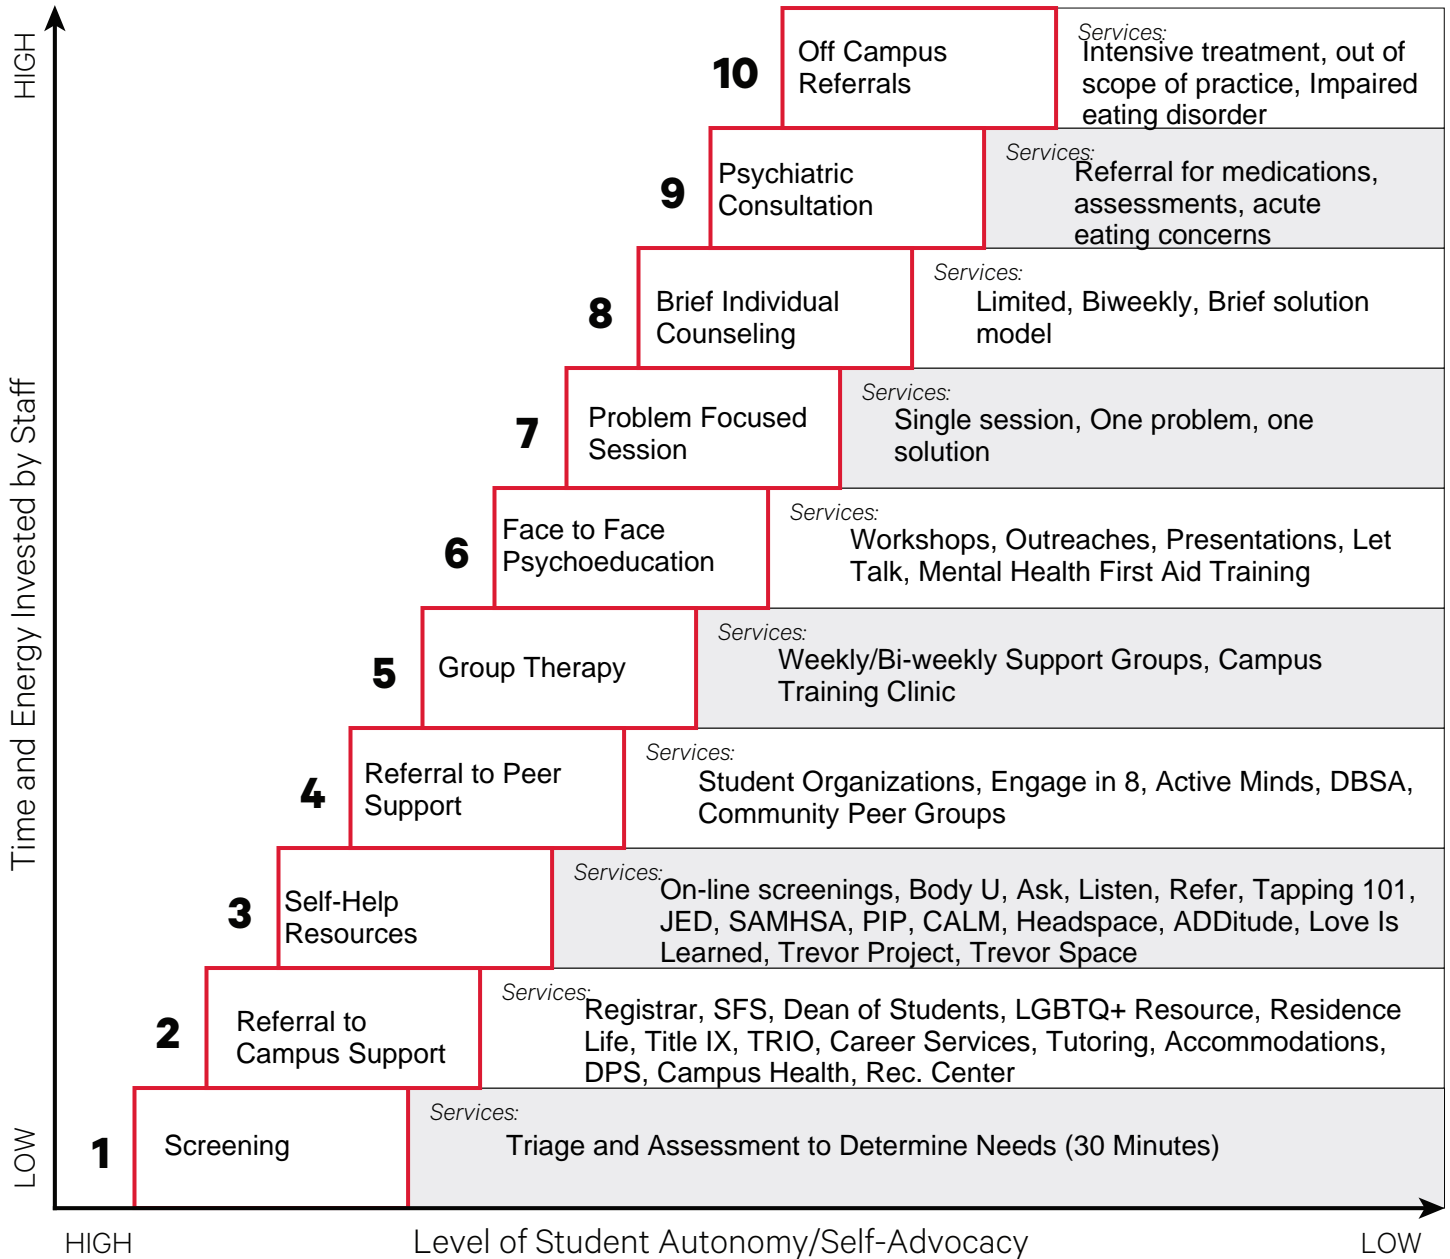 HIGH
Time and Energy Invested by Staff
LOW
10
Off Campus
Referrals
Services:
Intensive treatment, out of
scope of practice, Impaired
eating disorder
9
Psychiatric
Consultation
Services:
Referral for medications,
assessments, acute
eating concerns
8
Brief Individual
Counseling
Services:
Limited, Biweekly, Brief solution
model
7
Problem Focused
Session
Services:
Single session, One problem, one
solution
6
Face to Face
Psychoeducation
Services:
Workshops, Outreaches, Presentations, Let
Talk, Mental Health First Aid Training
5
Group Therapy
Services:
Weekly/Bi-weekly Support Groups, Campus
Training Clinic
4
Referral to Peer
Support
Services:
Student Organizations, Engage in 8, Active Minds, DBSA,
Community Peer Groups
3
Self-Help
Resources
Services:
On-line screenings, Body U, Ask, Listen, Refer, Tapping 101,
JED, SAMHSA, PIP, CALM, Headspace, ADDitude, Love Is
Learned, Trevor Project, Trevor Space
2
Referral to
Campus Support
Services:
Registrar, SFS, Dean of Students, LGBTQ+ Resource, Residence
Life, Title IX, TRIO, Career Services, Tutoring, Accommodations,
DPS, Campus Health, Rec. Center
1
Screening
Services:
Triage and Assessment to Determine Needs (30 Minutes)
HIGH
Level of Student Autonomy/Self-Advocacy
LOW